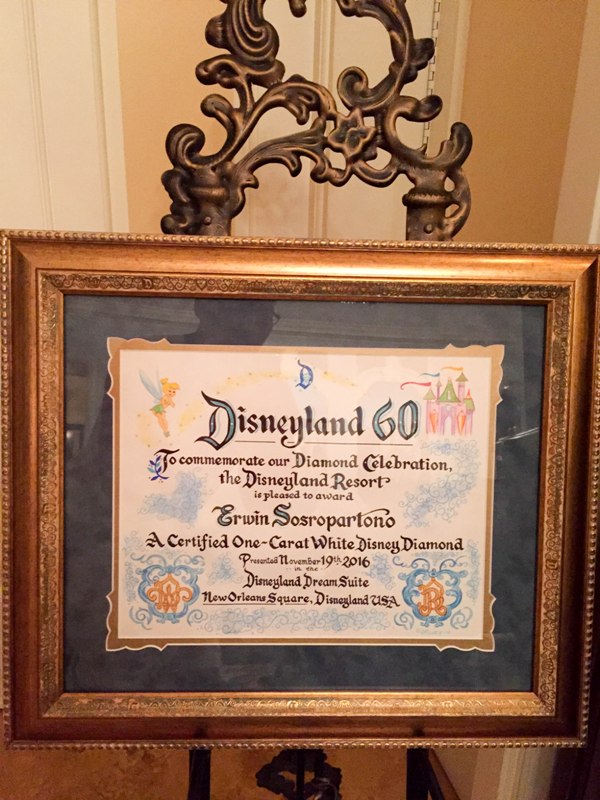 D
Disneyland 60
To commemorate our Diamond Celebration,
the Disneyland Resort
is pleased to award
Erwin Sosropartono
A Certified One-Carat White Disney Diamond
Presented November 19th 2016
in the
Disneyland Dream Suite
New Orleans Square, Disneyland USA